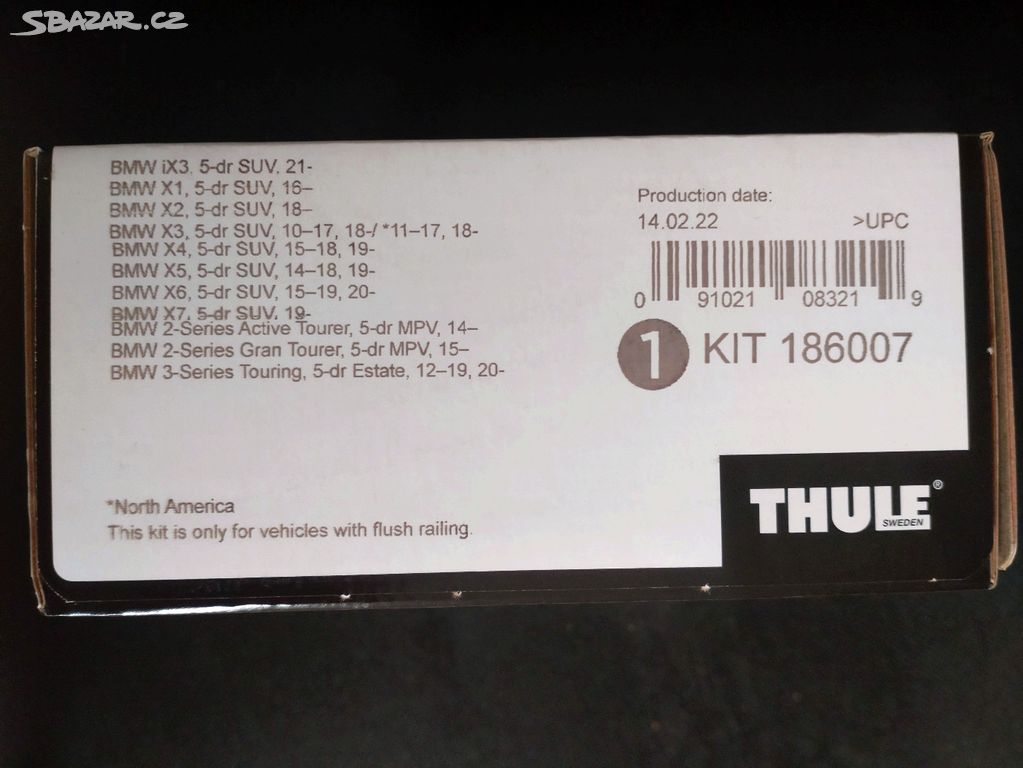 SBAZAR.CZ
BMW iX3, 5-dr SUV, 21-
BMW X1, 5-dr SUV, 16–
BMW X2, 5-dr SUV, 18–
BMW X3, 5-dr SUV, 10–17, 18-/ *11–17, 18-
BMW X4, 5-dr SUV, 15–18, 19-
BMW X5, 5-dr SUV, 14–18, 19-
BMW X6, 5-dr SUV, 15–19, 20-
BMW X7, 5-dr SUV, 19-
BMW 2-Series Active Tourer, 5-dr MPV, 14–
BMW 2-Series Gran Tourer, 5-dr MPV, 15–
BMW 3-Series Touring, 5-dr Estate, 12–19, 20-
*North America
This kit is only for vehicles with flush railing.
Production date:
14.02.22 >UPC
0 91021 08321 9
1 KIT 186007
THULE®
SWEDEN